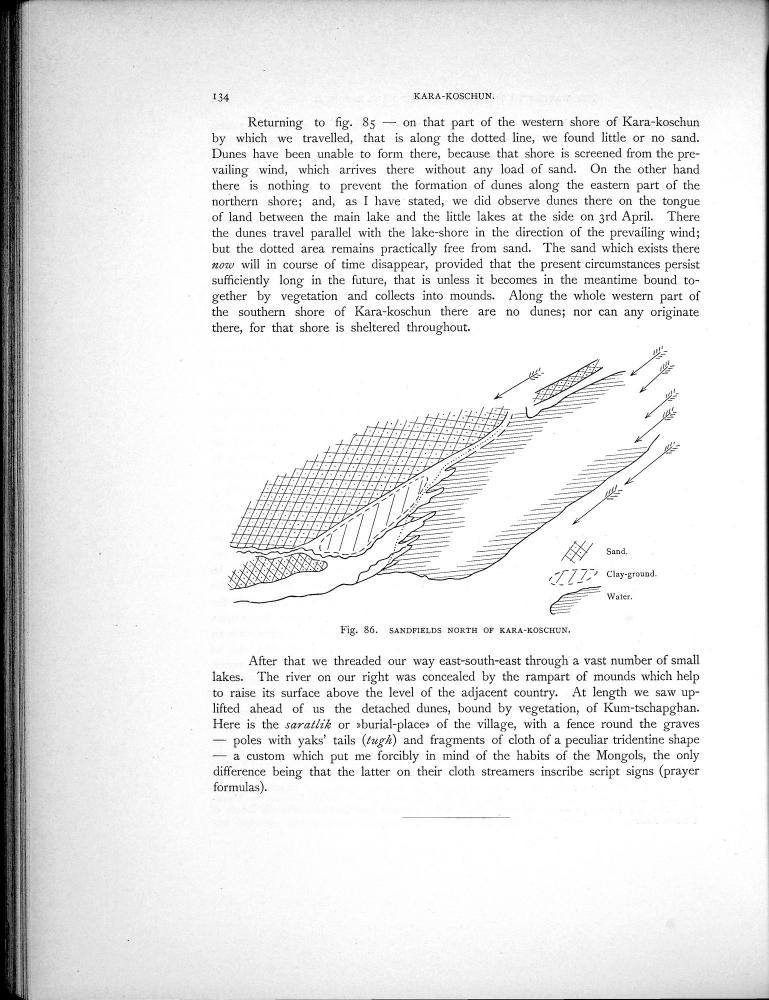 134
KARA-KOSCHUN.
Returning to fig. 85 — on that part of the western shore of Kara-koschun
by which we travelled, that is along the dotted line, we found little or no sand.
Dunes have been unable to form there, because that shore is screened from the pre-
vailing wind, which arrives there without any load of sand. On the other hand
there is nothing to prevent the formation of dunes along the eastern part of the
northern shore; and, as I have stated, we did observe dunes there on the tongue
of land between the main lake and the little lakes at the side on 3rd April. There
the dunes travel parallel with the lake-shore in the direction of the prevailing wind;
but the dotted area remains practically free from sand. The sand which exists there
now will in course of time disappear, provided that the present circumstances persist
sufficiently long in the future, that is unless it becomes in the meantime bound to-
gether by vegetation and collects into mounds. Along the whole western part of
the southern shore of Kara-koschun there are no dunes; nor can any originate
there, for that shore is sheltered throughout.
Sand.
Clay-ground.
Water.
Fig. 86. SANDFIELDS NORTH OF KARA-KOSCHUN.
After that we threaded our way east-south-east through a vast number of small
lakes. The river on our right was concealed by the rampart of mounds which help
to raise its surface above the level of the adjacent country. At length we saw up-
lifted ahead of us the detached dunes, bound by vegetation, of Kum-tschapghan.
Here is the saratlik or »burial-place» of the village, with a fence round the graves
— poles with yaks' tails (tugh) and fragments of cloth of a peculiar tridentine shape
— a custom which put me forcibly in mind of the habits of the Mongols, the only
difference being that the latter on their cloth streamers inscribe script signs (prayer
formulas).